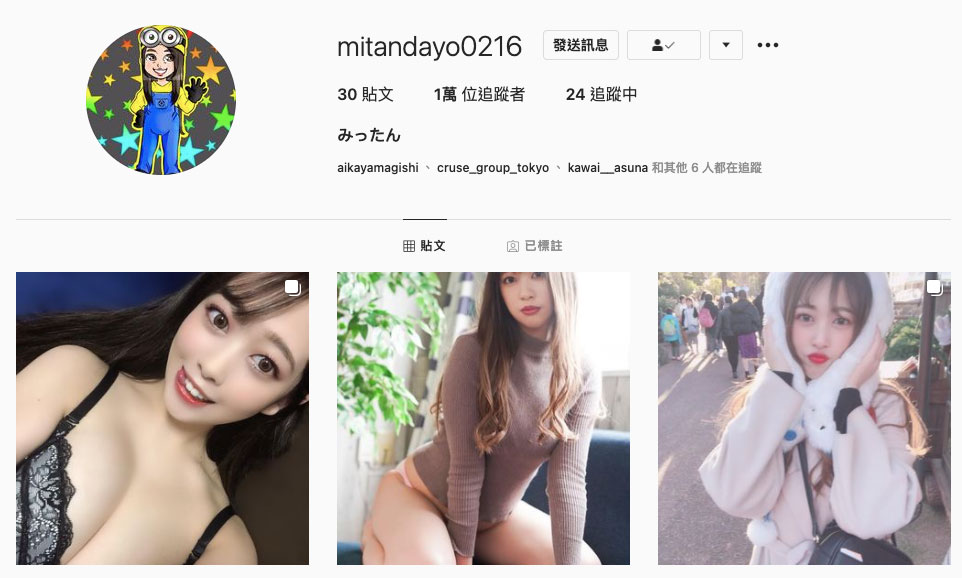 mitandayo0216 發送訊息
30 貼文 1萬 位追蹤者 24 追蹤中
みったん
aikayamagishi、cruse_group_tokyo、kawai__asuna 和其他 6 人都在追蹤
貼文 已標註